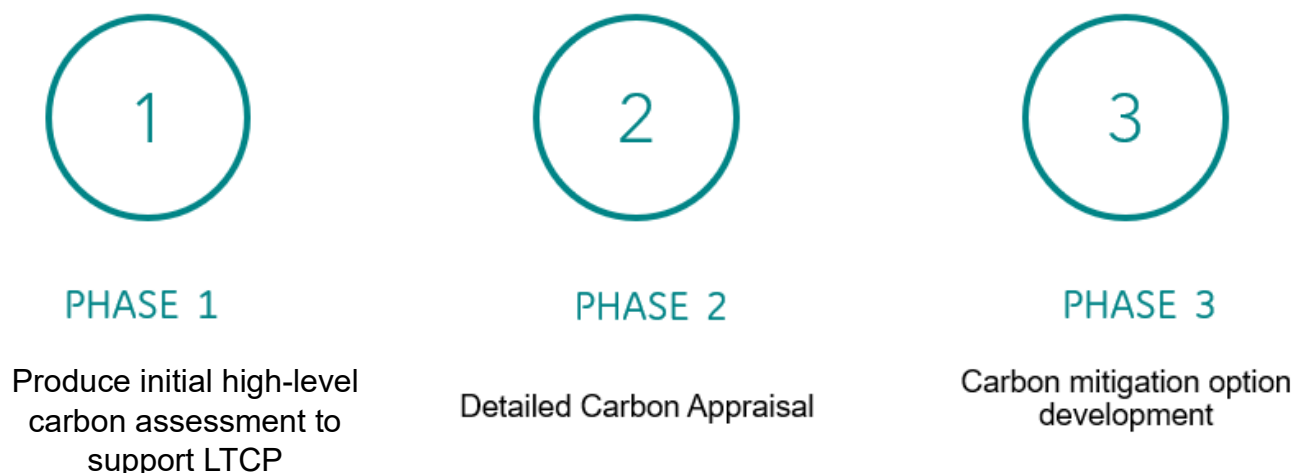 1
2
3
PHASE 1
PHASE 2
PHASE 3
Produce initial high-level
carbon assessment to
support LTCP
Detailed Carbon Appraisal
Carbon mitigation option
development